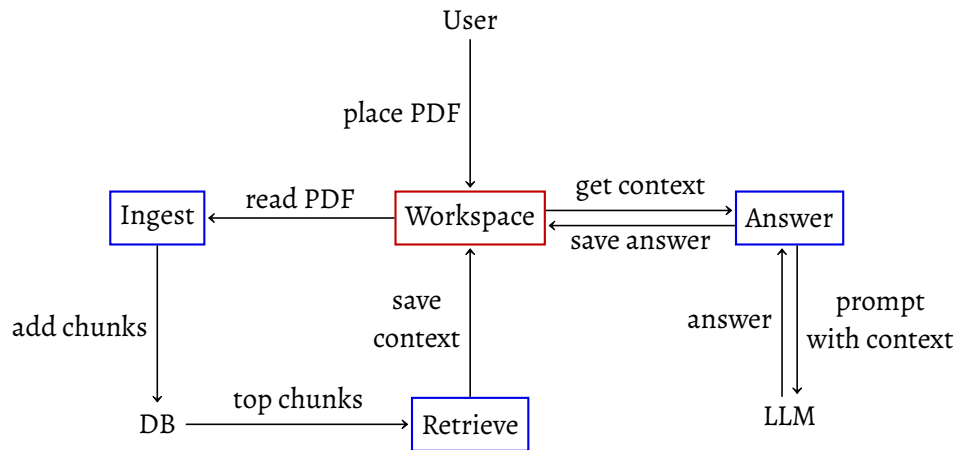 User
place PDF
Ingest
read PDF
Workspace
get context
save answer
Answer
add chunks
save
context
answer
prompt
with context
DB
top chunks
Retrieve
LLM